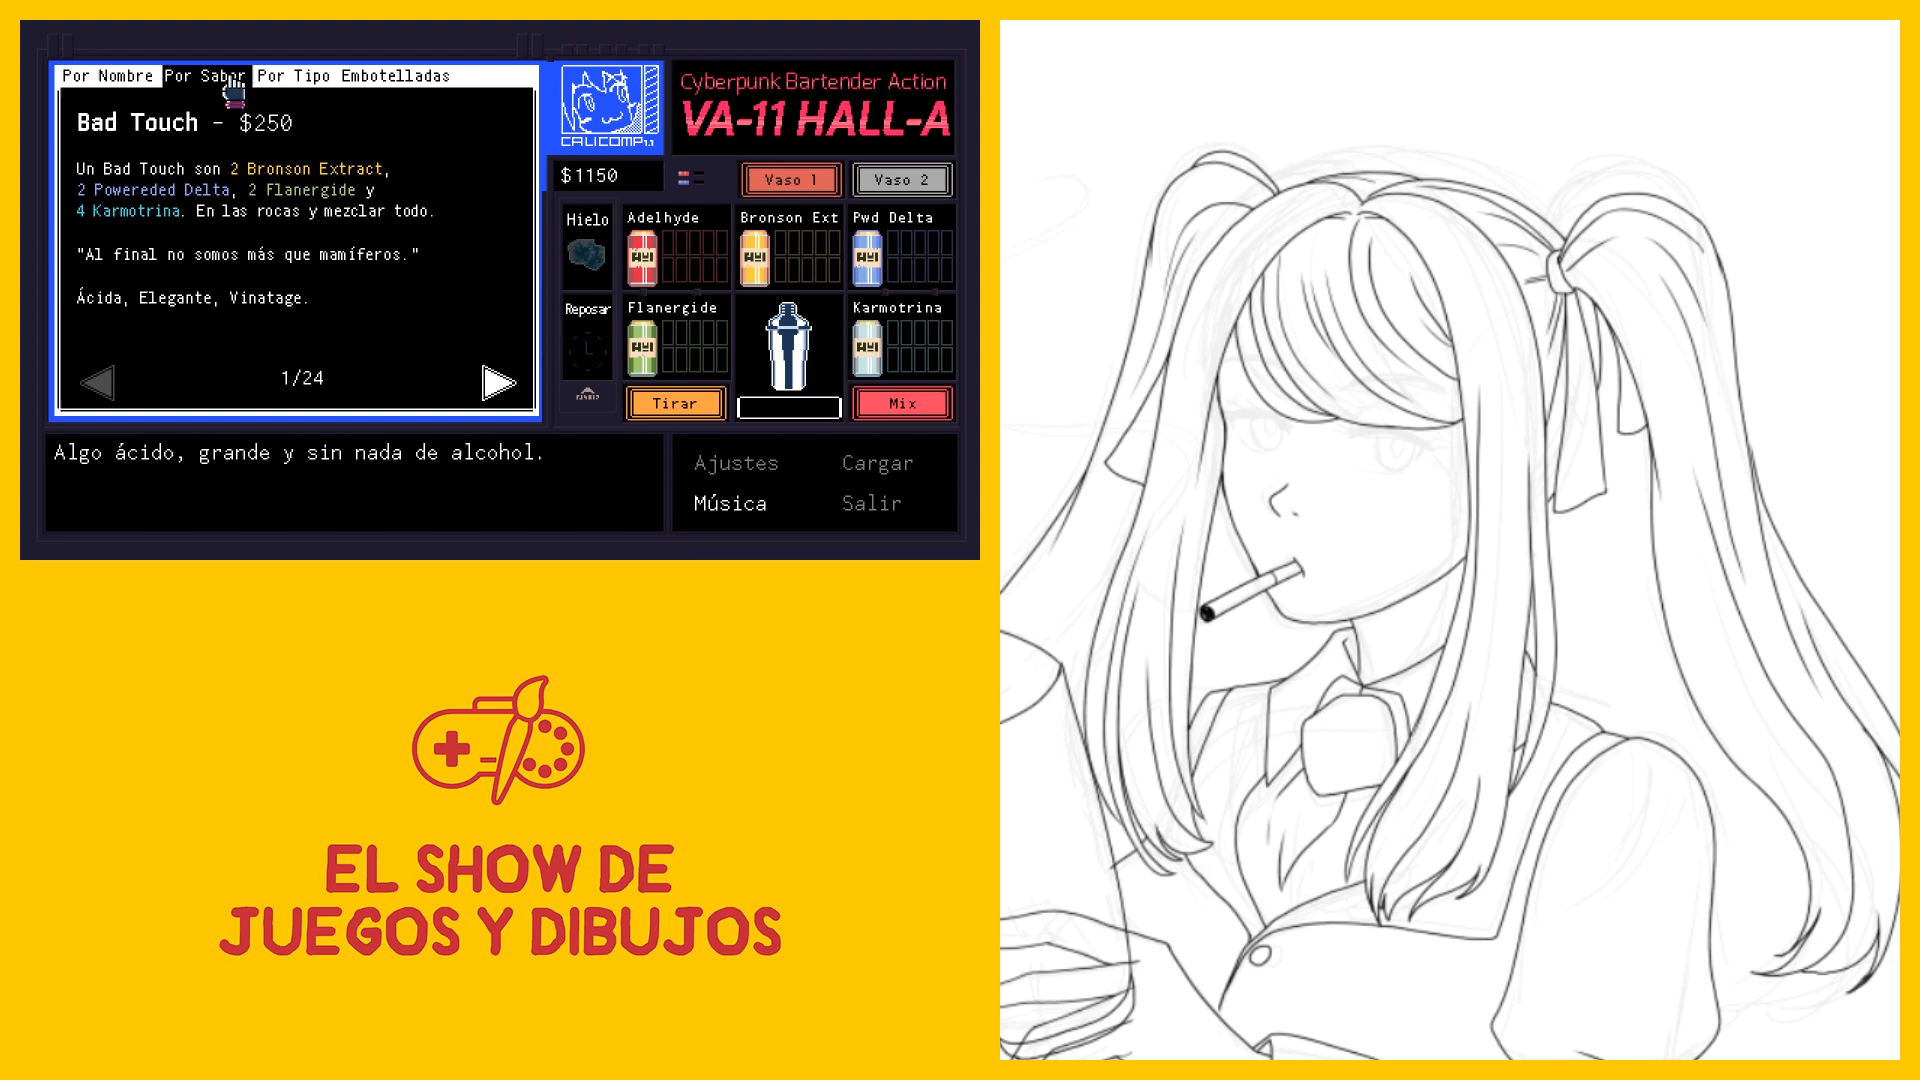 Por Nombre Por Sabor Por Tipo Embotelladas
Bad Touch - $250
Un Bad Touch son 2 Bronson Extract,
2 Powereded Delta, 2 Flanergide y
4 Karmotrina. En las rocas y mezclar todo.
"Al final no somos más que mamíferos."
Ácida, Elegante, Vinatage.
1/24
CALICOMP1.1
Cyberpunk Bartender Action
VA-11 HALL-A
$1150
Vaso 1
Vaso 2
Hielo
Adelhyde
Bronson Ext
Pwd Delta
Reposar
Flanergide
Karmotrina
Tirar
Mix
Algo ácido, grande y sin nada de alcohol.
Ajustes
Cargar
Música
Salir
EL SHOW DE
JUEGOS Y DIBUJOS